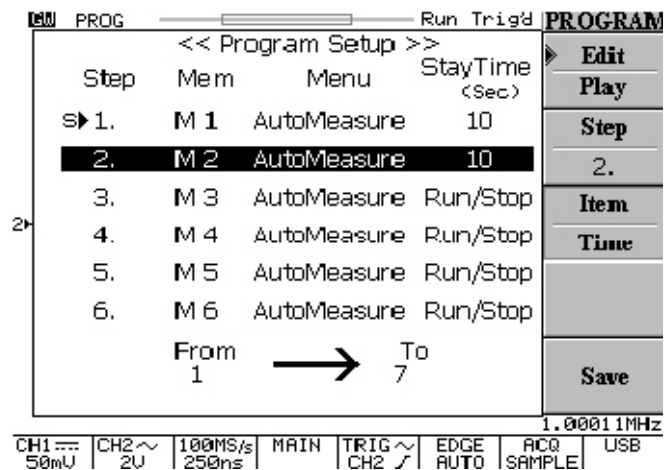 GW PROG Run Trig'd PROGRAM
<< Program Setup >>
Step Mem Menu StayTime (Sec)
S 1. M 1 AutoMeasure 10
2. M 2 AutoMeasure 10
3. M 3 AutoMeasure Run/Stop
4. M 4 AutoMeasure Run/Stop
5. M 5 AutoMeasure Run/Stop
6. M 6 AutoMeasure Run/Stop
From To
1 7
2
Edit
Play
Step
2.
Item
Time
Save
1.00011MHz
CH1 CH2 100MS/s MAIN TRIG CH2 EDGE ACQ USB
50mV 2V 250ns AUTO SAMPLE